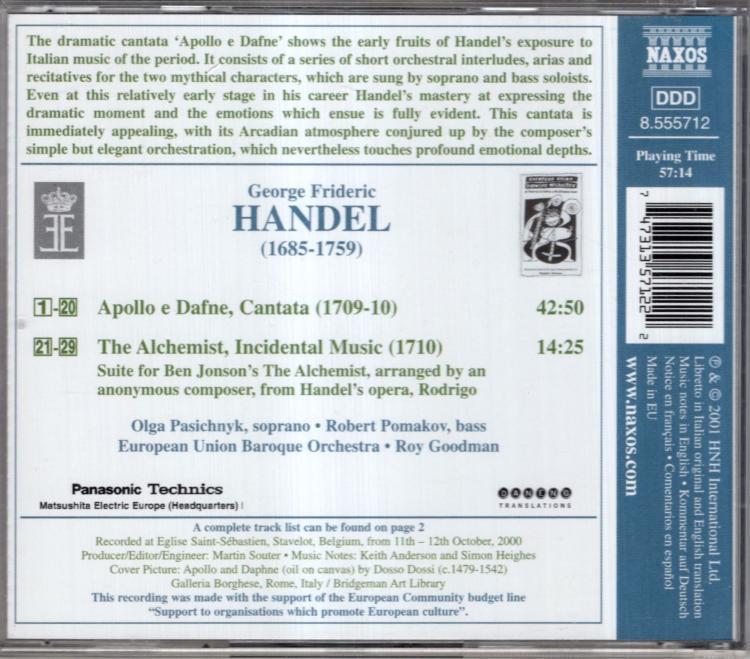 The dramatic cantata 'Apollo e Dafne' shows the early fruits of Handel's exposure to
Italian music of the period. It consists of a series of short orchestral interludes, arias and
recitatives for the two mythical characters, which are sung by soprano and bass soloists.
Even at this relatively early stage in his career Handel's mastery at expressing the
dramatic moment and the emotions which ensue is fully evident. This cantata is
immediately appealing, with its Arcadian atmosphere conjured up by the composer's
simple but elegant orchestration, which nevertheless touches profound emotional depths.
George Frideric
HANDEL
(1685-1759)
1-20 Apollo e Dafne, Cantata (1709-10) 42:50
21-29 The Alchemist, Incidental Music (1710) 14:25
Suite for Ben Jonson's The Alchemist, arranged by an
anonymous composer, from Handel's opera, Rodrigo
Olga Pasichnyk, soprano • Robert Pomakov, bass
European Union Baroque Orchestra • Roy Goodman
Panasonic Technics
Matsushita Electric Europe (Headquarters)
DANENG
TRANSLATIONS
A complete track list can be found on page 2
Recorded at Eglise Saint-Sébastien, Stavelot, Belgium, from 11th – 12th October, 2000
Producer/Editor/Engineer: Martin Souter • Music Notes: Keith Anderson and Simon Heighes
Cover Picture: Apollo and Daphne (oil on canvas) by Dosso Dossi (c.1479-1542)
Galleria Borghese, Rome, Italy / Bridgeman Art Library
This recording was made with the support of the European Community budget line
"Support to organisations which promote European culture".
NAXOS
DDD
8.555712
Playing Time
57:14
7 47313 57122 2
℗ & © 2001 HNH International Ltd.
Libretto in Italian original and English translation
Music notes in English • Kommentar auf Deutsch
Notice en français • Comentarios en español
Made in EU
www.naxos.com